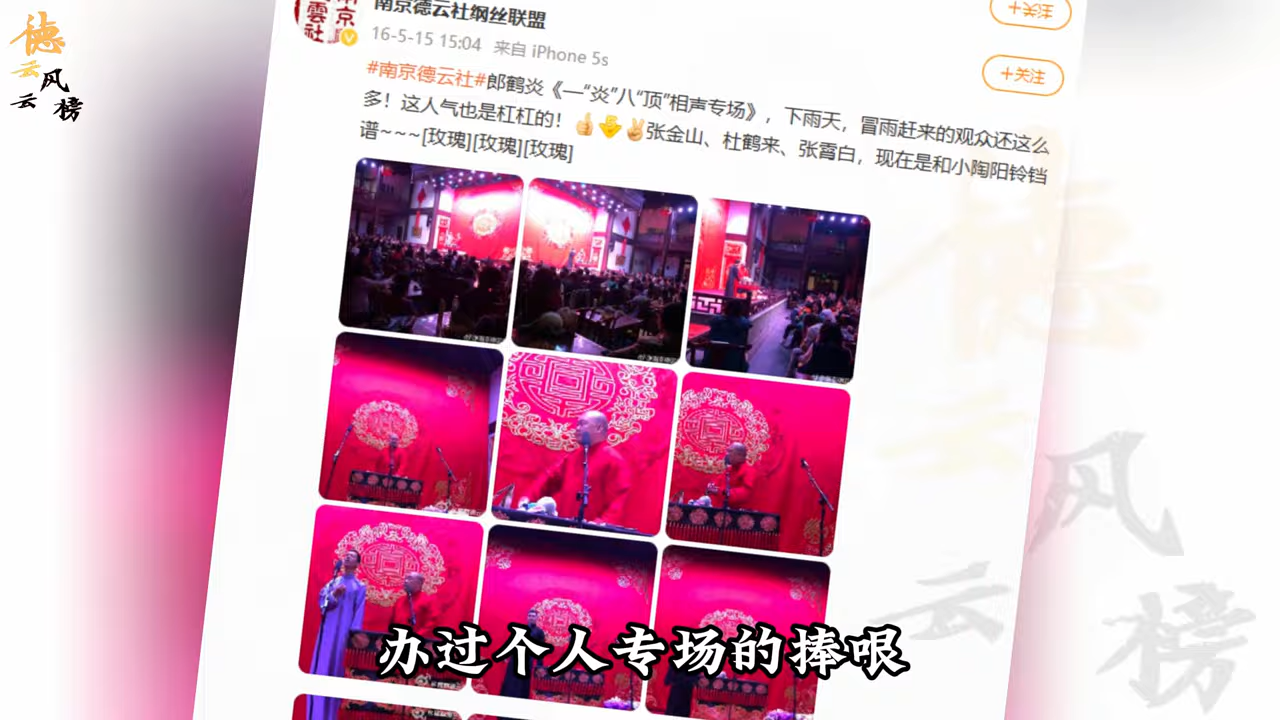 德
云
风
云
榜
南京德云社纲丝联盟
16-5-15 15:04 来自 iPhone 5s
+关注
+关注
#南京德云社#郎鹤炎《一“炎”八“顶”相声专场》，下雨天，冒雨赶来的观众还这么
多！这人气也是杠杠的！👍✌张金山、杜鹤来、张霄白，现在是和小陶阳铃铛
谱~~~[玫瑰][玫瑰][玫瑰]
德
云
风
云
榜
办过个人专场的捧哏